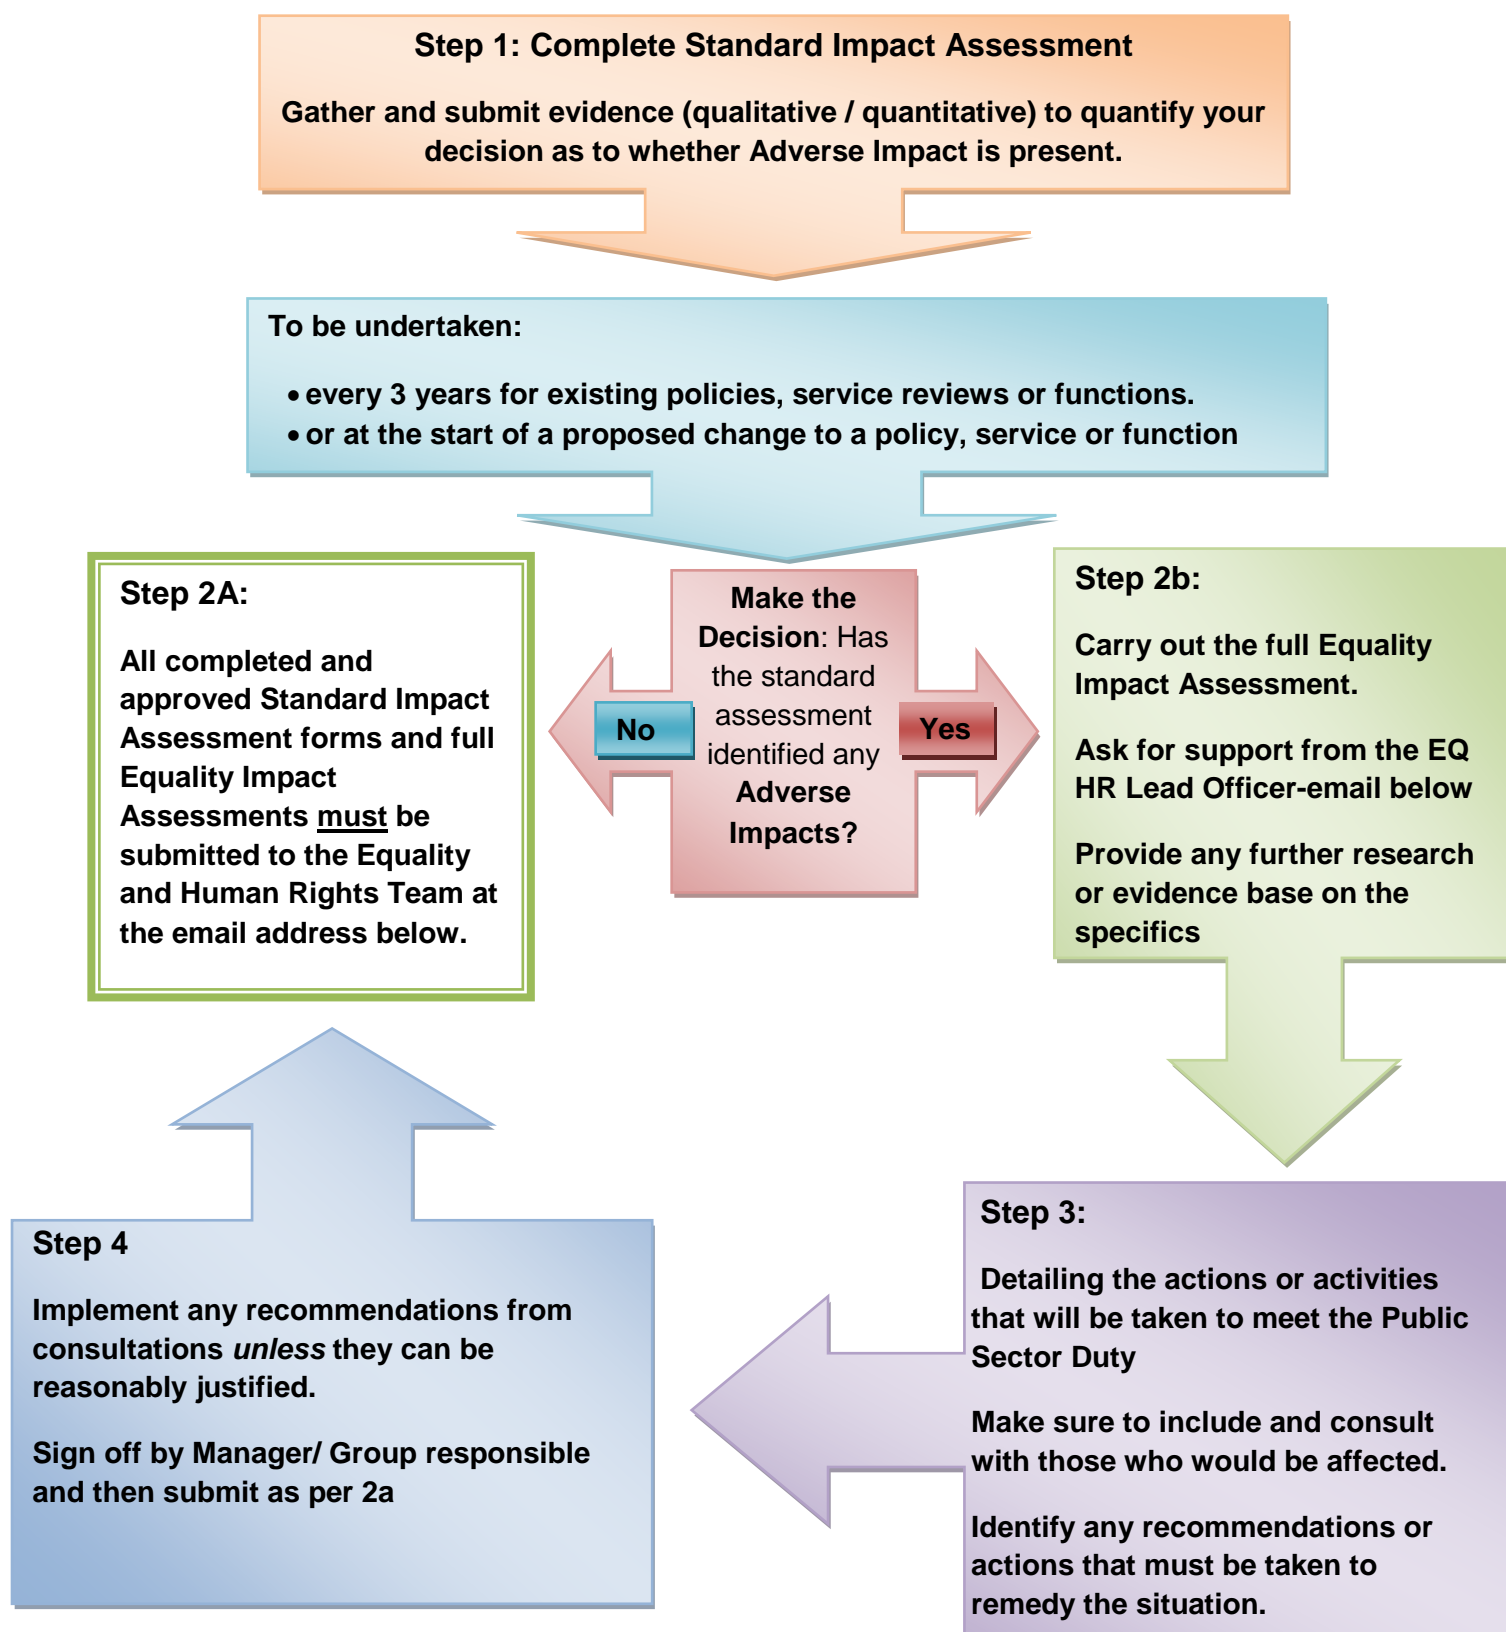 Step 1: Complete Standard Impact Assessment
Gather and submit evidence (qualitative / quantitative) to quantify your
decision as to whether Adverse Impact is present.
To be undertaken:
• every 3 years for existing policies, service reviews or functions.
• or at the start of a proposed change to a policy, service or function
Step 2A:
All completed and
approved Standard Impact
Assessment forms and full
Equality Impact
Assessments must be
submitted to the Equality
and Human Rights Team at
the email address below.
No
Make the
Decision: Has
the standard
assessment
identified any
Adverse
Impacts?
Yes
Step 2b:
Carry out the full Equality
Impact Assessment.
Ask for support from the EQ
HR Lead Officer-email below
Provide any further research
or evidence base on the
specifics
Step 3:
Detailing the actions or activities
that will be taken to meet the Public
Sector Duty
Make sure to include and consult
with those who would be affected.
Identify any recommendations or
actions that must be taken to
remedy the situation.
Step 4
Implement any recommendations from
consultations unless they can be
reasonably justified.
Sign off by Manager/ Group responsible
and then submit as per 2a